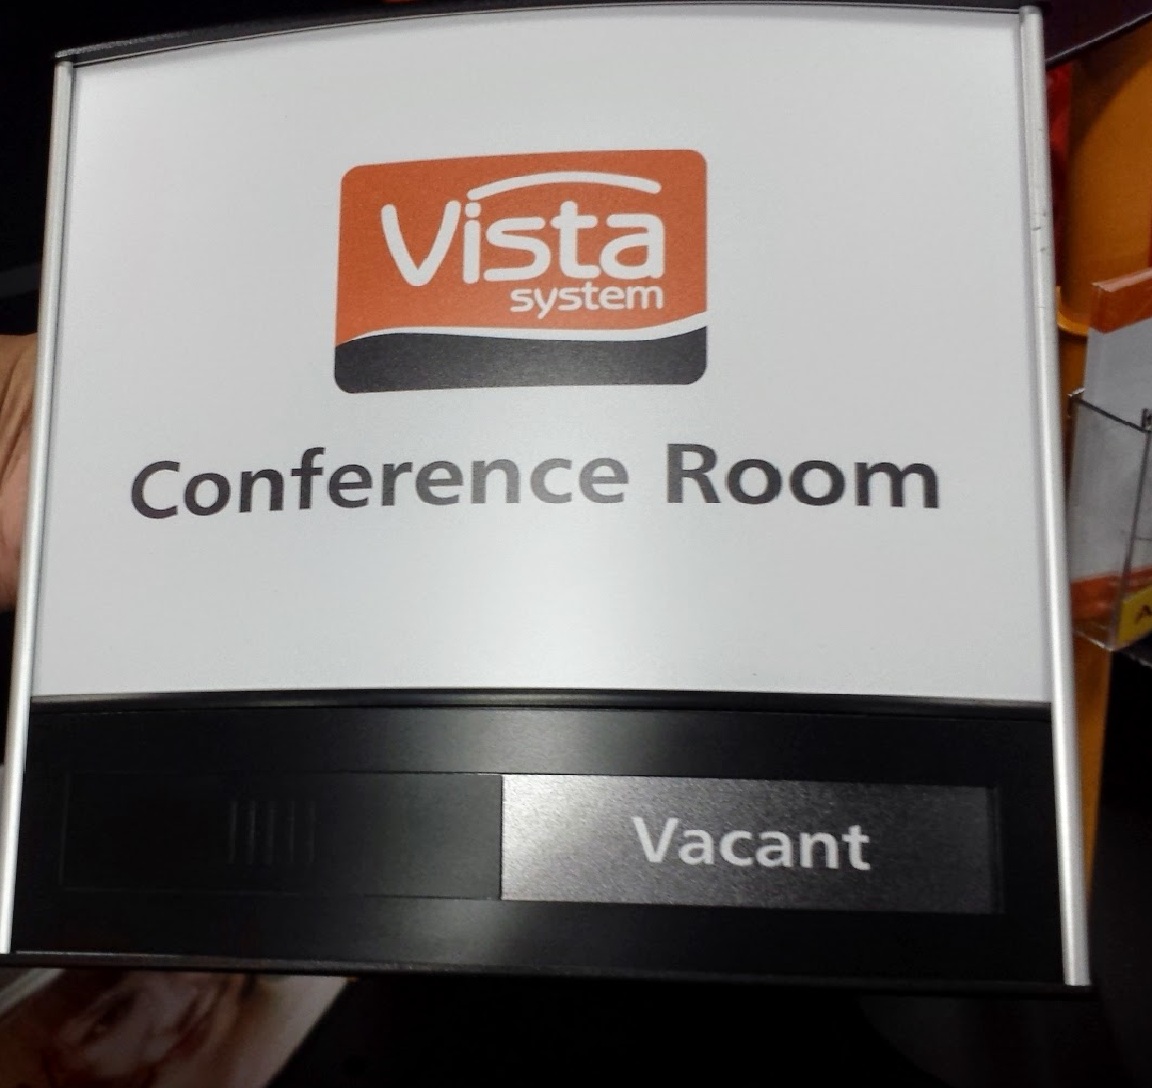 Vista
system
Conference Room
Vacant